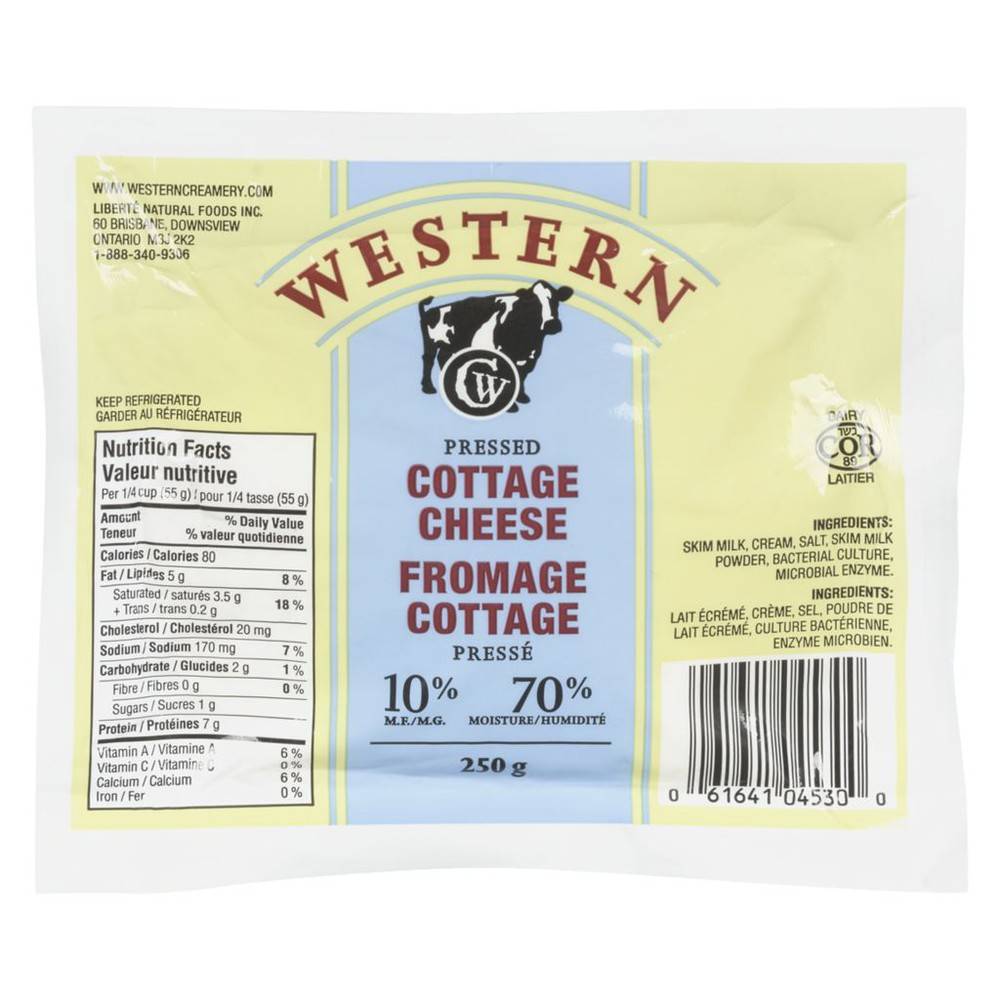 WWW.WESTERNCREAMERY.COM
LIBERTÉ NATURAL FOODS INC.
60 BRISBANE, DOWNSVIEW
ONTARIO M3J 2K2
1-888-340-9306
WESTERN
CW
PRESSED
COTTAGE
CHEESE
FROMAGE
COTTAGE
PRESSÉ
10% 70%
M.F./M.G. MOISTURE/HUMIDITÉ
250 g
KEEP REFRIGERATED
GARDER AU RÉFRIGÉRATEUR
Nutrition Facts
Valeur nutritive
Per 1/4 cup (55 g) / pour 1/4 tasse (55 g)
Amount % Daily Value
Teneur % valeur quotidienne
Calories / Calories 80
Fat / Lipides 5 g 8 %
Saturated / saturés 3.5 g
+ Trans / trans 0.2 g 18 %
Cholesterol / Cholestérol 20 mg
Sodium / Sodium 170 mg 7 %
Carbohydrate / Glucides 2 g 1 %
Fibre / Fibres 0 g 0 %
Sugars / Sucres 1 g
Protein / Protéines 7 g
Vitamin A / Vitamine A 6 %
Vitamin C / Vitamine C 0 %
Calcium / Calcium 6 %
Iron / Fer 0 %
DAIRY
כשר
COR
89
LAITIER
INGREDIENTS:
SKIM MILK, CREAM, SALT, SKIM MILK
POWDER, BACTERIAL CULTURE,
MICROBIAL ENZYME.
INGREDIENTS:
LAIT ÉCRÉMÉ, CRÈME, SEL, POUDRE DE
LAIT ÉCRÉMÉ, CULTURE BACTÉRIENNE,
ENZYME MICROBIEN.
0 61641 04530 0